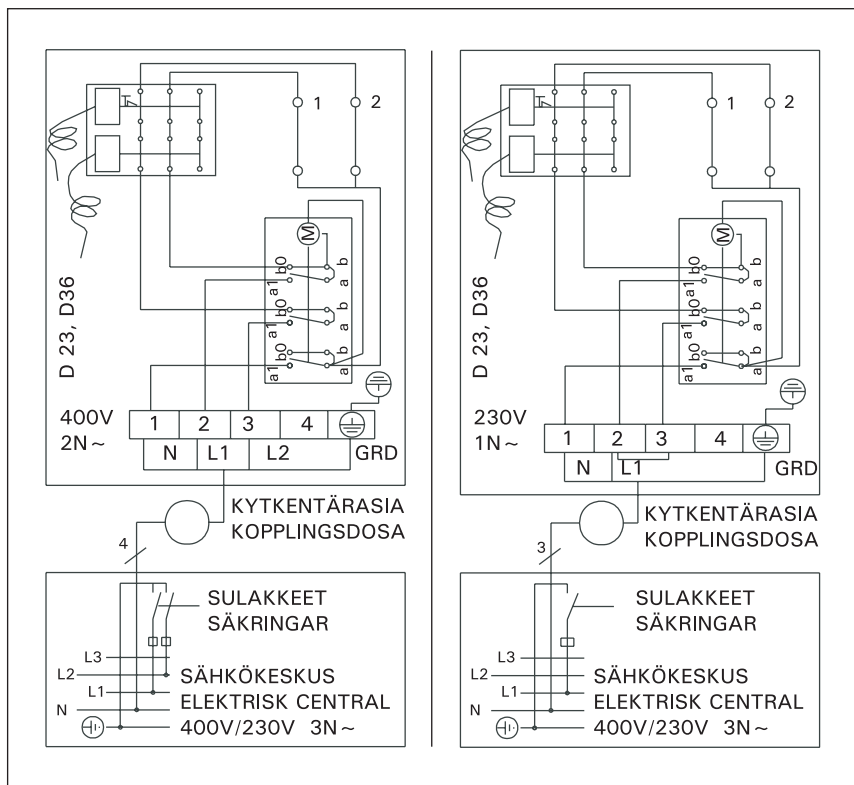 1 2
M
b0 b
a1 a
b0 b
a1 a
b0 b
a1 a
D 23, D36
400V
2N~
1 2 3 4
N L1 L2 GRD
KYTKENTÄRASIA
KOPPLINGSDOSA
4
SULAKKEET
SÄKRINGAR
L3
L2
L1
N
SÄHKÖKESKUS
ELEKTRISK CENTRAL
400V/230V 3N~
1 2
M
b0 b
a1 a
b0 b
a1 a
b0 b
a1 a
D 23, D36
230V
1N~
1 2 3 4
N L1 GRD
KYTKENTÄRASIA
KOPPLINGSDOSA
3
SULAKKEET
SÄKRINGAR
L3
L2
L1
N
SÄHKÖKESKUS
ELEKTRISK CENTRAL
400V/230V 3N~